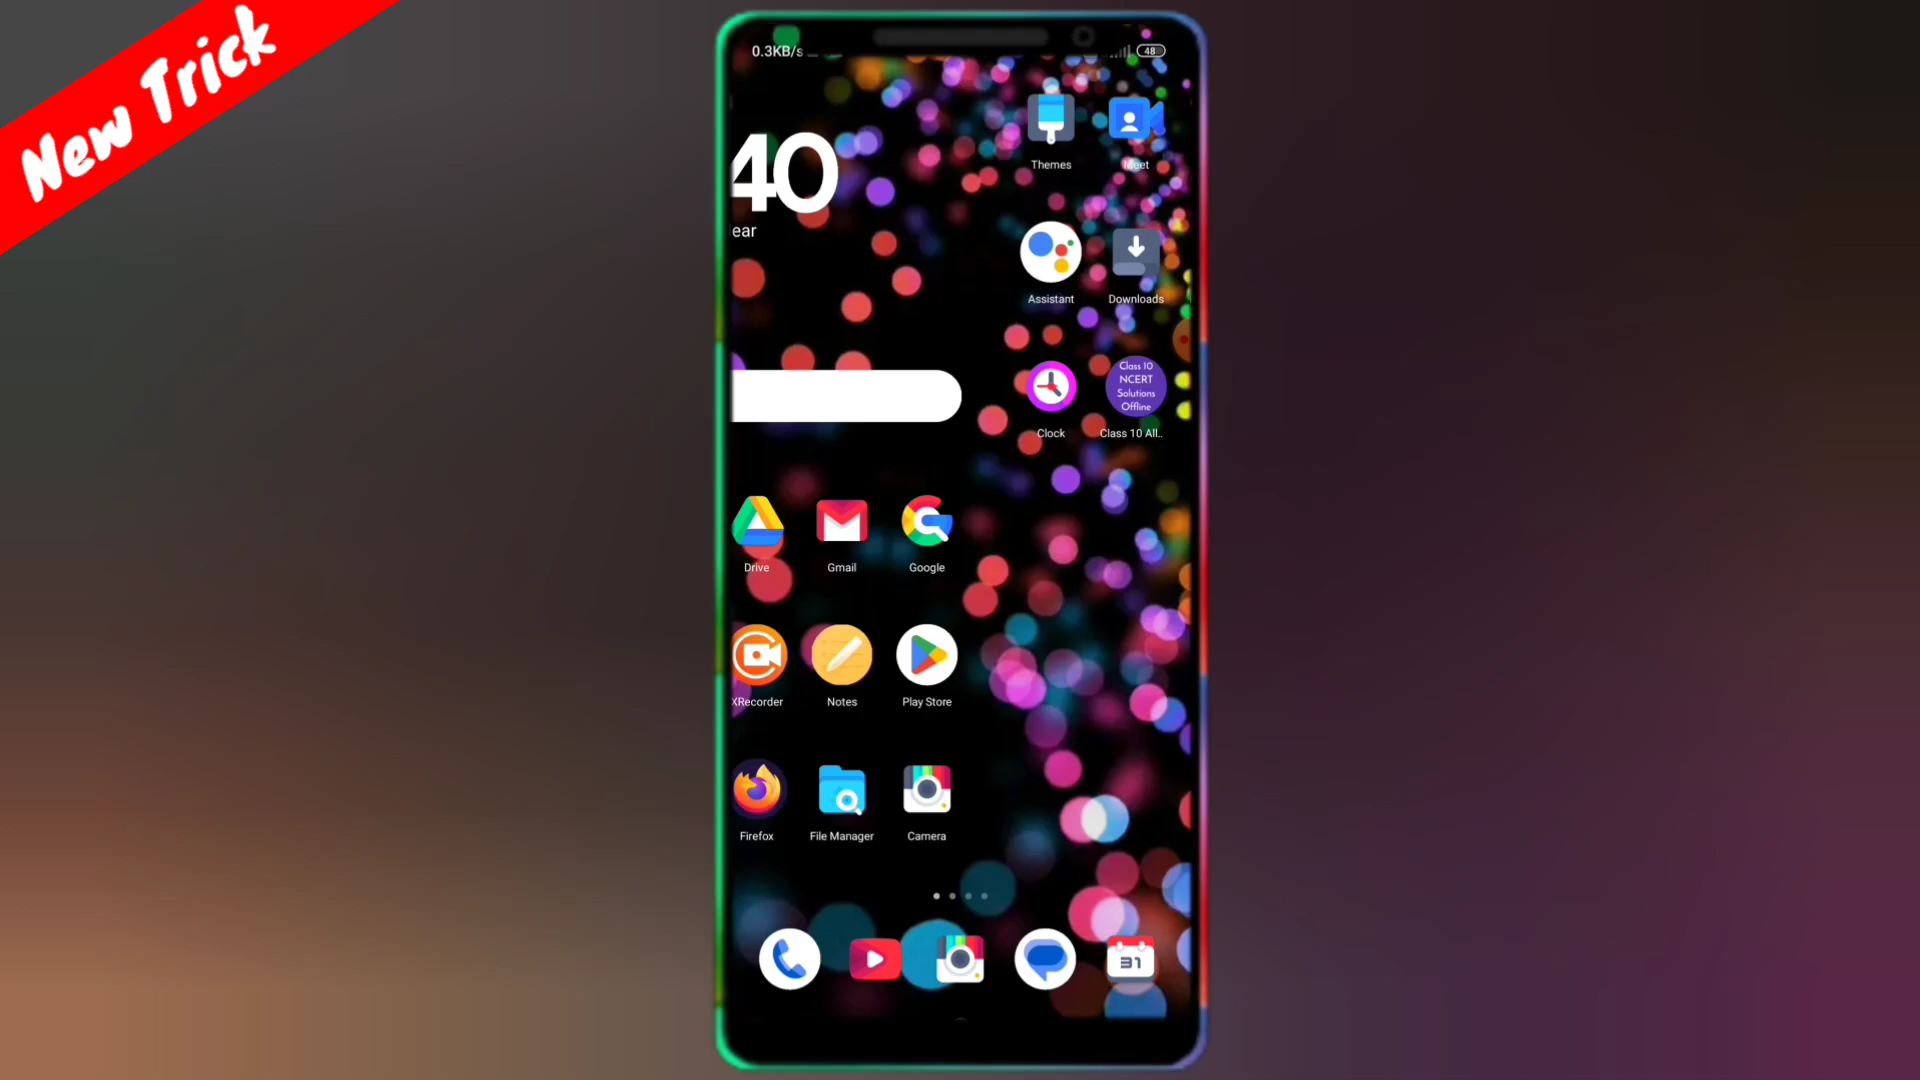 New Trick
0.3KB/s
48
40
ear
Themes
Meet
Assistant
Downloads
Class 10
NCERT
Solutions
Offline
Clock
Class 10 All..
Drive
Gmail
Google
XRecorder
Notes
Play Store
Firefox
File Manager
Camera
31